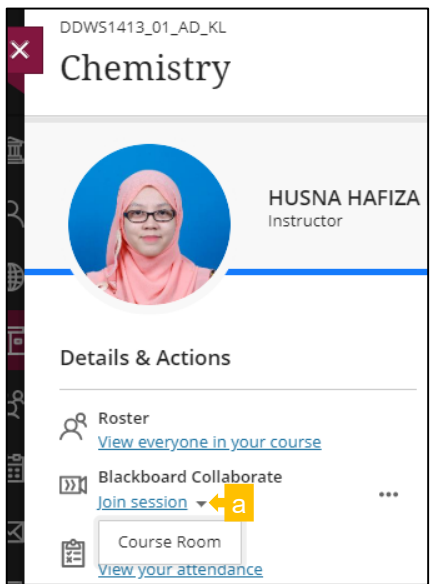 DDWS1413_01_AD_KL
Chemistry
HUSNA HAFIZA
Instructor
Details & Actions
Roster
View everyone in your course
Blackboard Collaborate
Join session
a
Course Room
View your attendance